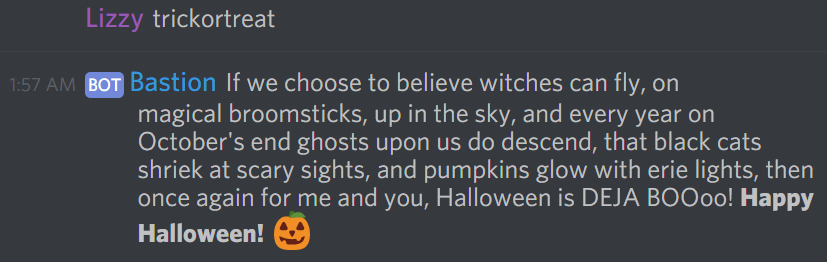 Lizzy trickortreat
1:57 AM BOT Bastion If we choose to believe witches can fly, on
magical broomsticks, up in the sky, and every year on
October's end ghosts upon us do descend, that black cats
shriek at scary sights, and pumpkins glow with erie lights, then
once again for me and you, Halloween is DEJA BOOoo! Happy
Halloween! 🎃